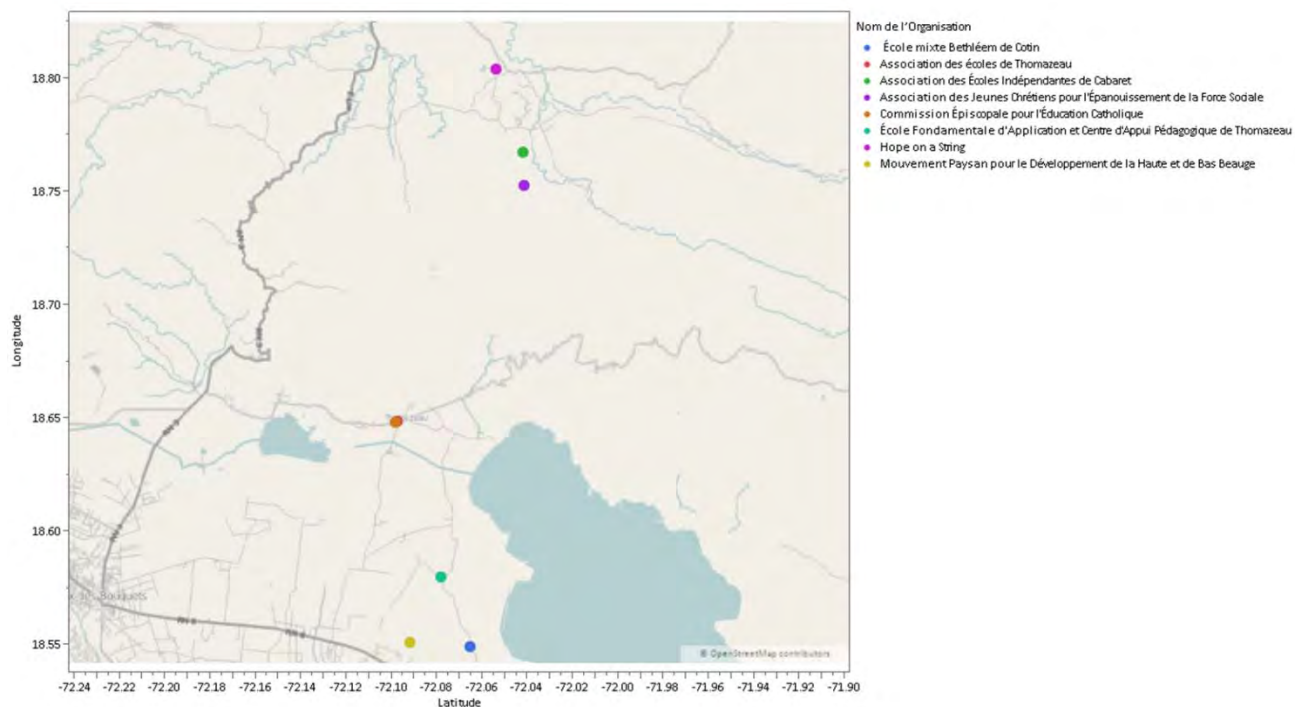 Nom de l'Organisation
École mixte Bethléem de Cotin
Association des écoles de Thomazeau
Association des Écoles Indépendantes de Cabaret
Association des Jeunes Chrétiens pour l'Épanouissement de la Force Sociale
Commission Épiscopale pour l'Éducation Catholique
École Fondamentale d'Application et Centre d'Appui Pédagogique de Thomazeau
Hope on a String
Mouvement Paysan pour le Développement de la Haute et de Bas Beauge
Longitude
18.80
18.75
18.70
18.65
18.60
18.55
Bouquets
© OpenStreetMap contributors
-72.24 -72.22 -72.20 -72.18 -72.16 -72.14 -72.12 -72.10 -72.08 -72.06 -72.04 -72.02 -72.00 -71.98 -71.96 -71.94 -71.92 -71.90
Latitude